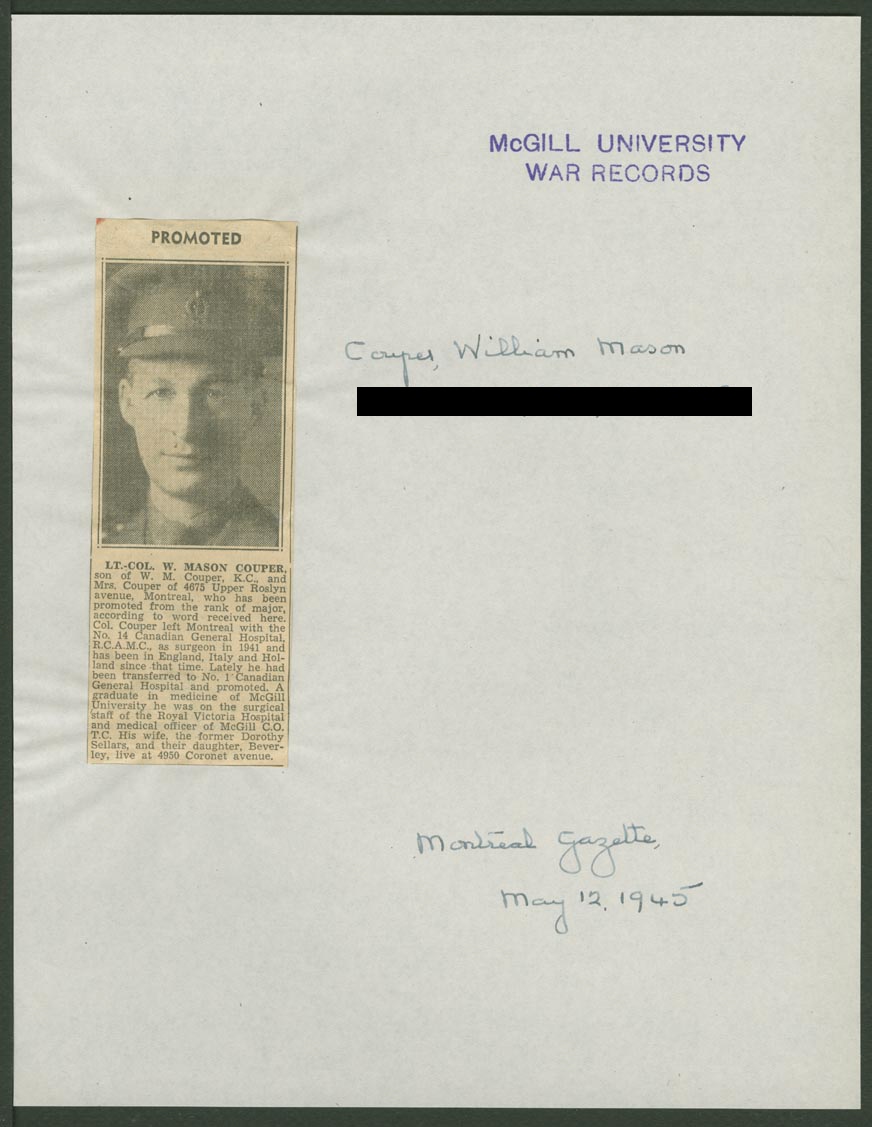 McGILL UNIVERSITY
WAR RECORDS
PROMOTED
Couper, William Mason
LT.-COL. W. MASON COUPER,
son of W. M. Couper, K.C., and
Mrs. Couper of 4675 Upper Roslyn
avenue, Montreal, who has been
promoted from the rank of major,
according to word received here.
Col. Couper left Montreal with the
No. 14 Canadian General Hospital,
R.C.A.M.C., as surgeon in 1941 and
has been in England, Italy and Hol-
land since that time. Lately he had
been transferred to No. 1 Canadian
General Hospital and promoted. A
graduate in medicine of McGill
University he was on the surgical
staff of the Royal Victoria Hospital
and medical officer of McGill C.O.
T.C. His wife, the former Dorothy
Sellars, and their daughter, Bever-
ley, live at 4950 Coronet avenue.
Montreal Gazette,
May 12, 1945